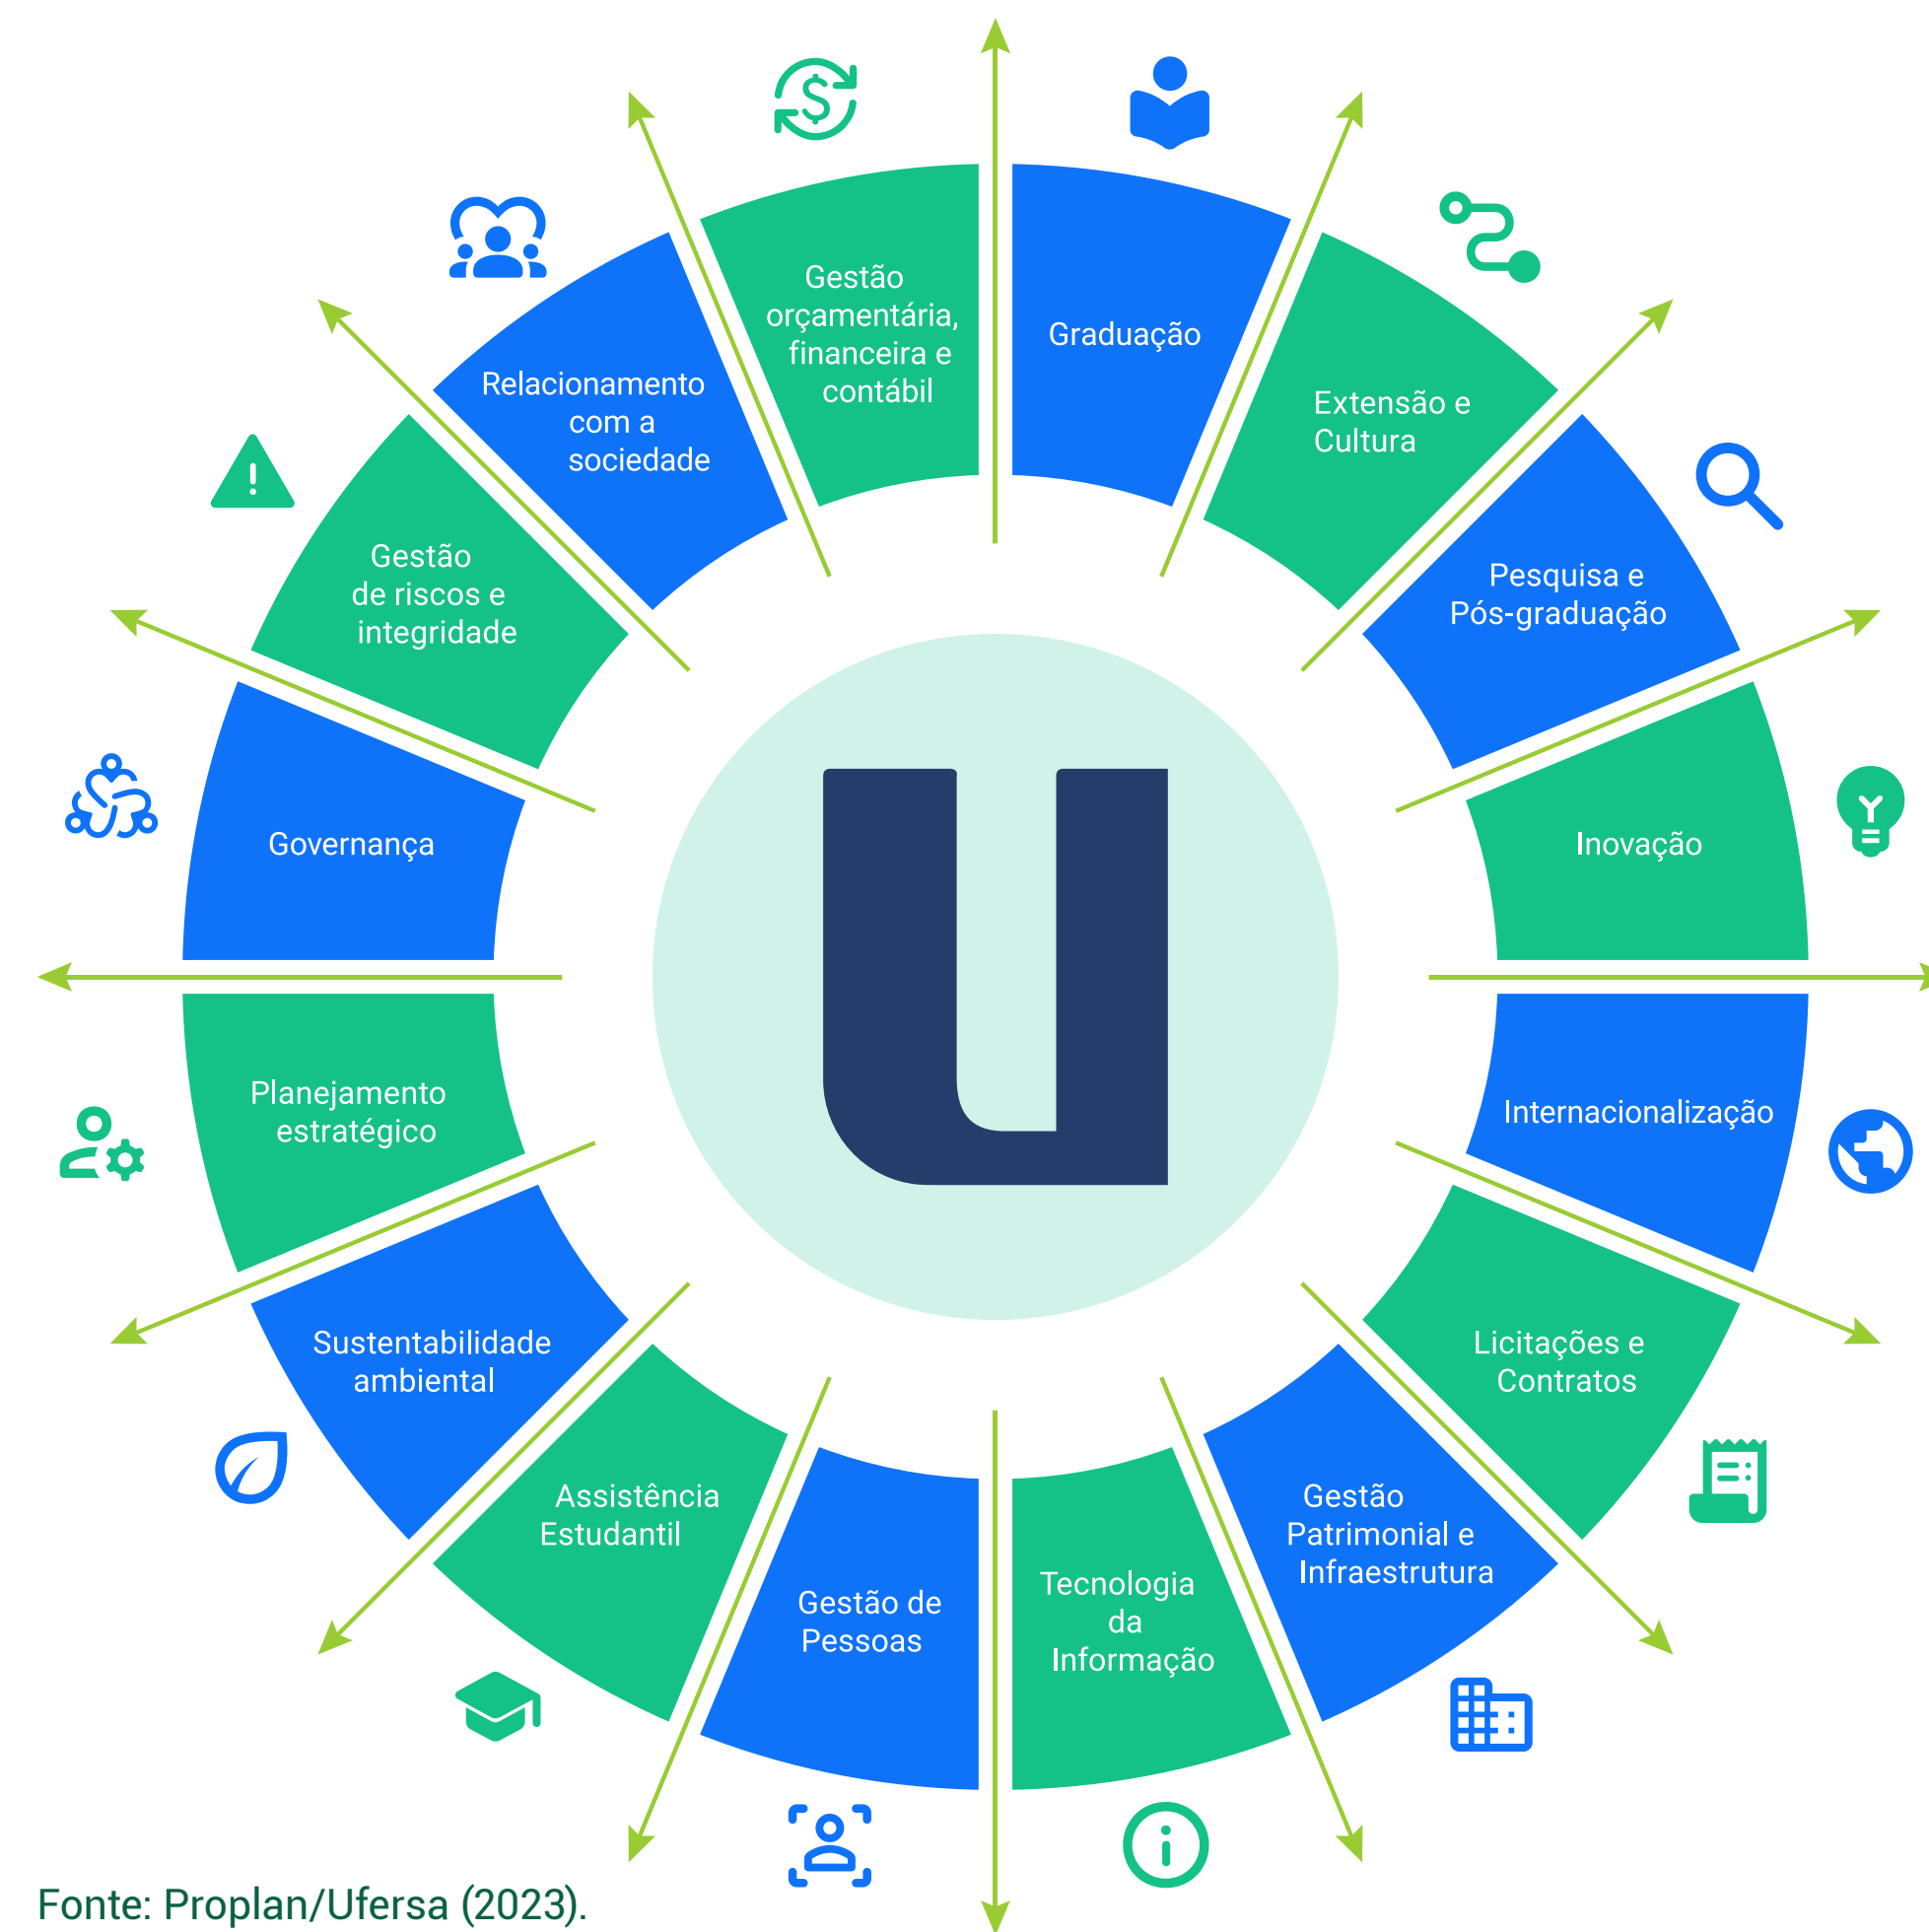 Graduação
Extensão e
Cultura
Pesquisa e
Pós-graduação
Inovação
Internacionalização
Licitações e
Contratos
Gestão
Patrimonial e
Infraestrutura
Tecnologia
da
Informação
Gestão de
Pessoas
Assistência
Estudantil
Sustentabilidade
ambiental
Planejamento
estratégico
Governança
Gestão
de riscos e
integridade
Relacionamento
com a
sociedade
Gestão
orçamentária,
financeira e
contábil
U
Fonte: Proplan/Ufersa (2023).